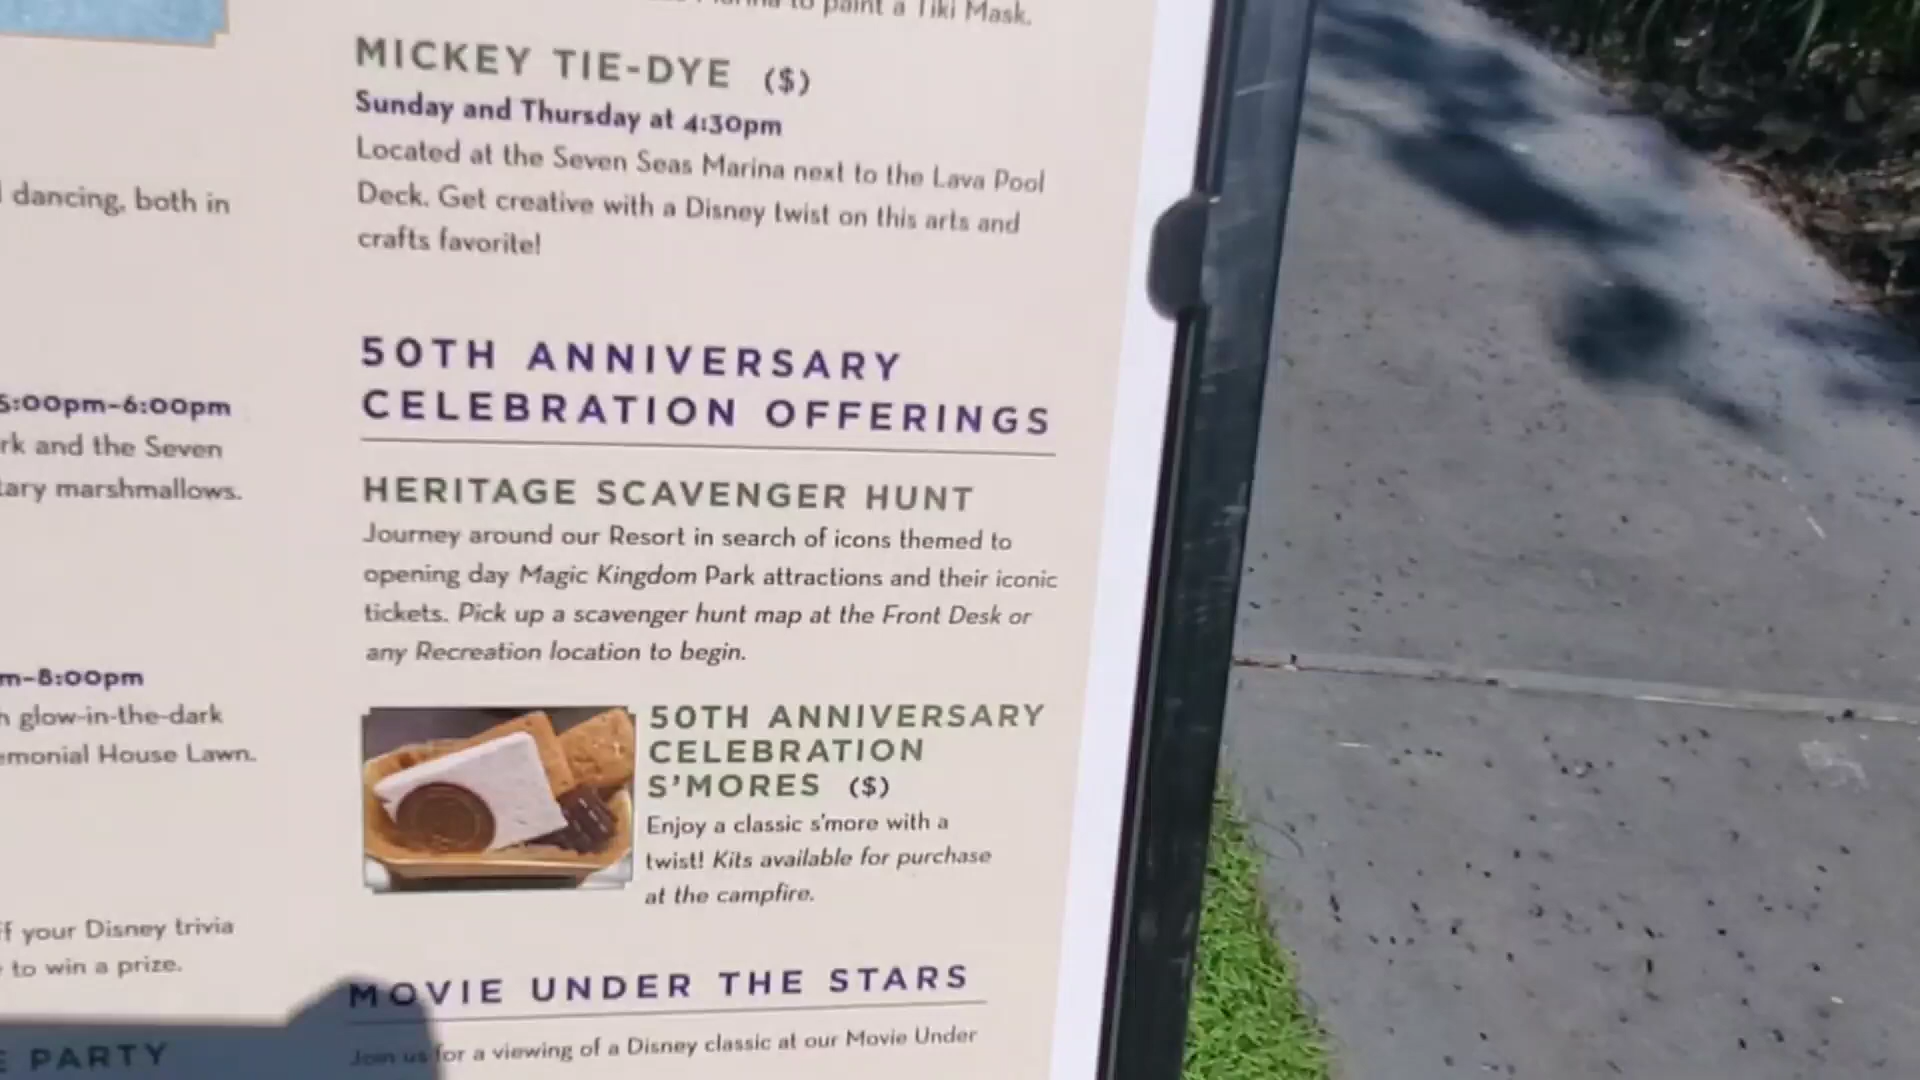 dancing, both in
5:00pm-6:00pm
and the Seven
marshmallows.
-8:00pm
glow-in-the-dark
House Lawn.
your Disney trivia
to win a prize.
PARTY
to paint a Tiki Mask.
MICKEY TIE-DYE ($)
Sunday and Thursday at 4:30pm
Located at the Seven Seas Marina next to the Lava Pool
Deck. Get creative with a Disney twist on this arts and
crafts favorite!
50TH ANNIVERSARY
CELEBRATION OFFERINGS
HERITAGE SCAVENGER HUNT
Journey around our Resort in search of icons themed to
opening day Magic Kingdom Park attractions and their iconic
tickets. Pick up a scavenger hunt map at the Front Desk or
any Recreation location to begin.
50TH ANNIVERSARY
CELEBRATION
S'MORES ($)
Enjoy a classic s'more with a
twist! Kits available for purchase
at the campfire.
MOVIE UNDER THE STARS
Join us for a viewing of a Disney classic at our Movie Under